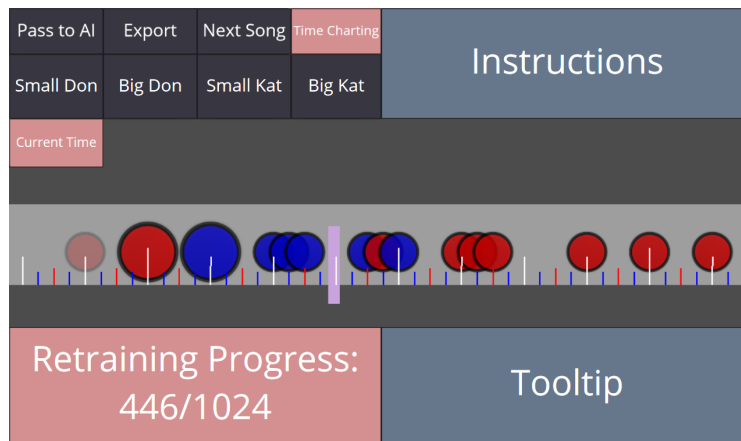 Pass to AI
Export
Next Song
Time Charting
Instructions
Small Don
Big Don
Small Kat
Big Kat
Current Time
Retraining Progress:
446/1024
Tooltip